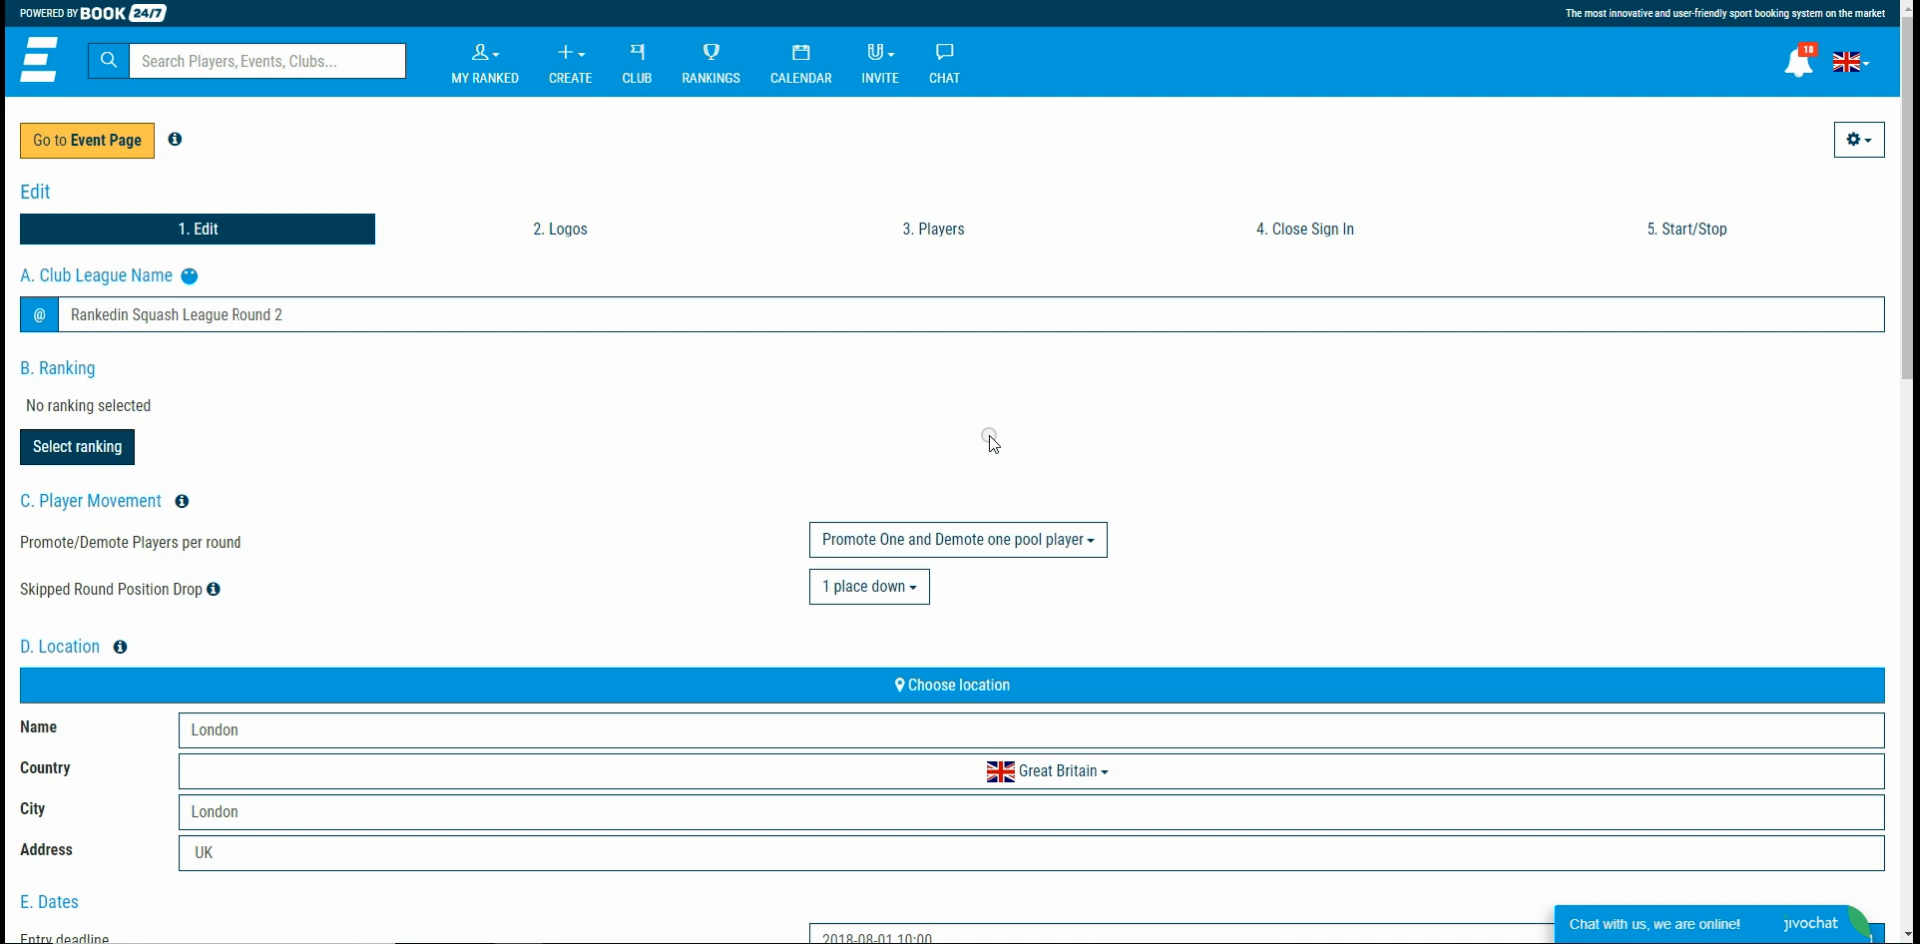 POWERED BY BOOK 24/7
The most innovative and user-friendly sport booking system on the market
Search Players, Events, Clubs...
MY RANKED
CREATE
CLUB
RANKINGS
CALENDAR
INVITE
CHAT
18
Go to Event Page
Edit
1. Edit
2. Logos
3. Players
4. Close Sign In
5. Start/Stop
A. Club League Name
@ Rankedin Squash League Round 2
B. Ranking
No ranking selected
Select ranking
C. Player Movement
Promote/Demote Players per round
Promote One and Demote one pool player
Skipped Round Position Drop
1 place down
D. Location
Choose location
Name
London
Country
Great Britain
City
London
Address
UK
E. Dates
Entry deadline
2018-08-01 10:00
Chat with us, we are online!
jivochat